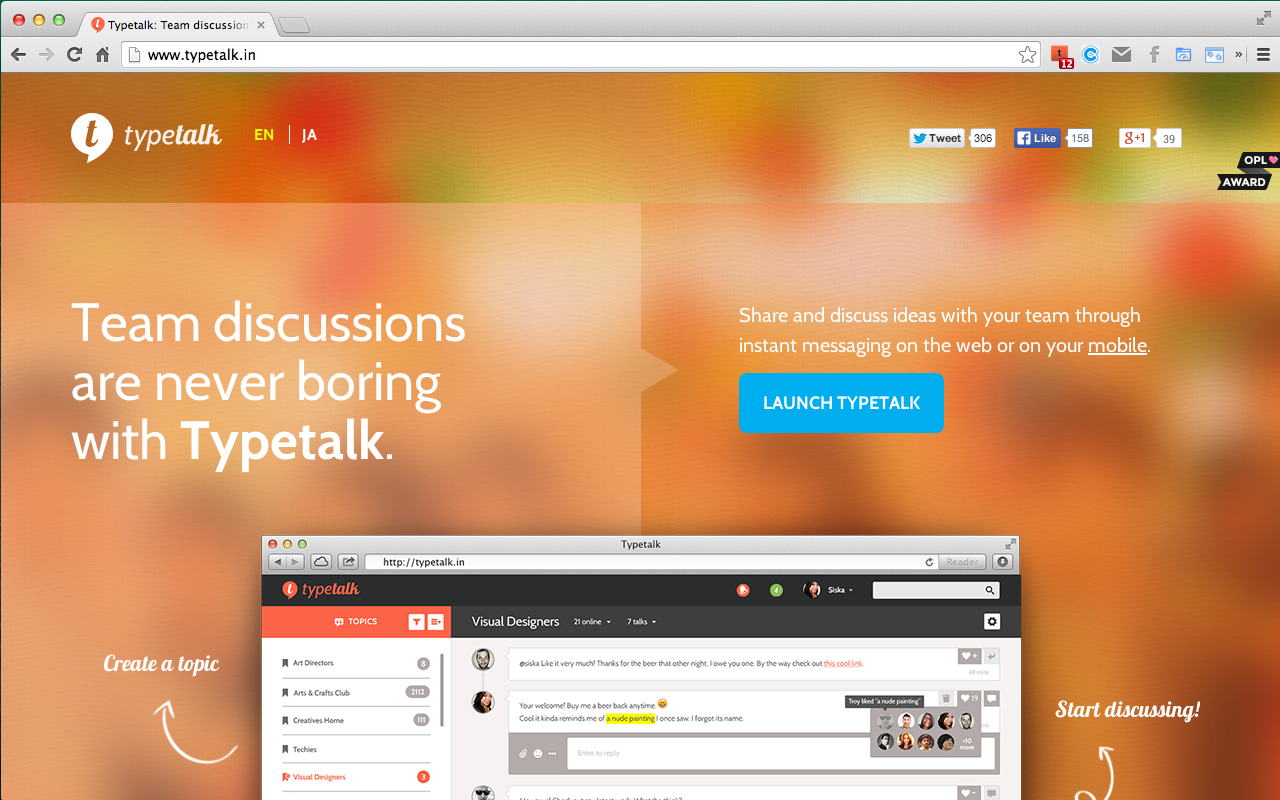 Typetalk: Team discussion
www.typetalk.in
12
typetalk
EN
JA
Tweet
306
Like
158
g+1
39
OPL
AWARD
Team discussions
are never boring
with Typetalk.
Share and discuss ideas with your team through
instant messaging on the web or on your mobile.
LAUNCH TYPETALK
Typetalk
http://typetalk.in
Reader
typetalk
4
Siska
TOPICS
Visual Designers
21 online
7 talks
Create a topic
Start discussing!
Art Directors
8
Arts & Crafts Club
2112
Creatives Home
111
Techies
Visual Designers
3
@siska Like it very much! Thanks for the beer that other night. I owe you one. By the way check out this cool link.
+
48 mins
Your welcome! Buy me a beer back anytime.
Cool it kinda reminds me of a nude painting I once saw. I forgot its name.
19
Troy liked "a nude painting"
+10
more
Enter to reply